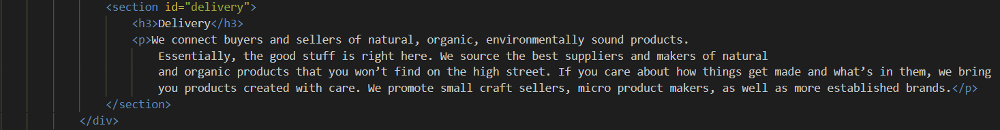 <section id="delivery">
<h3>Delivery</h3>
<p>We connect buyers and sellers of natural, organic, environmentally sound products.
Essentially, the good stuff is right here. We source the best suppliers and makers of natural
and organic products that you won’t find on the high street. If you care about how things get made and what’s in them, we bring
you products created with care. We promote small craft sellers, micro product makers, as well as more established brands.</p>
</section>
</div>